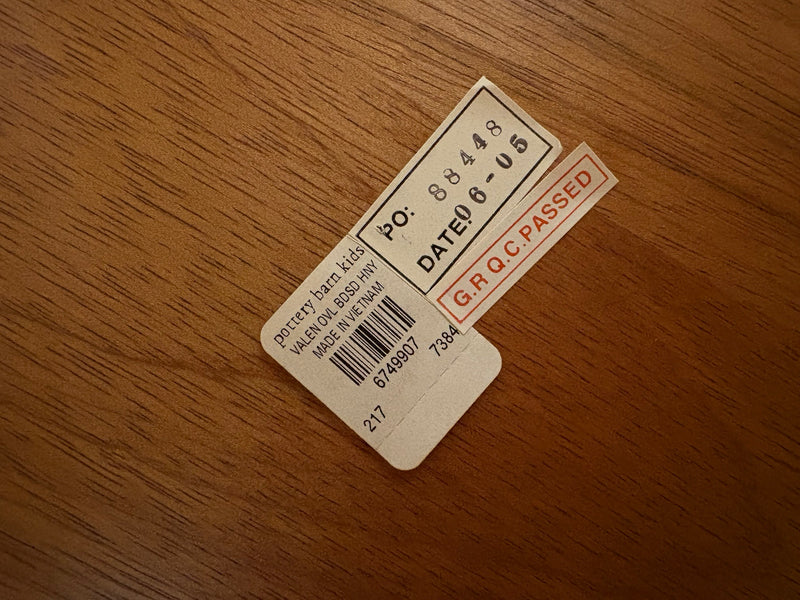 PO: 88448
DATE: 06-05
G.R Q.C.PASSED
pottery barn kids
VALEN OVL BDSD HNY
MADE IN VIETNAM
6749907 7384
217